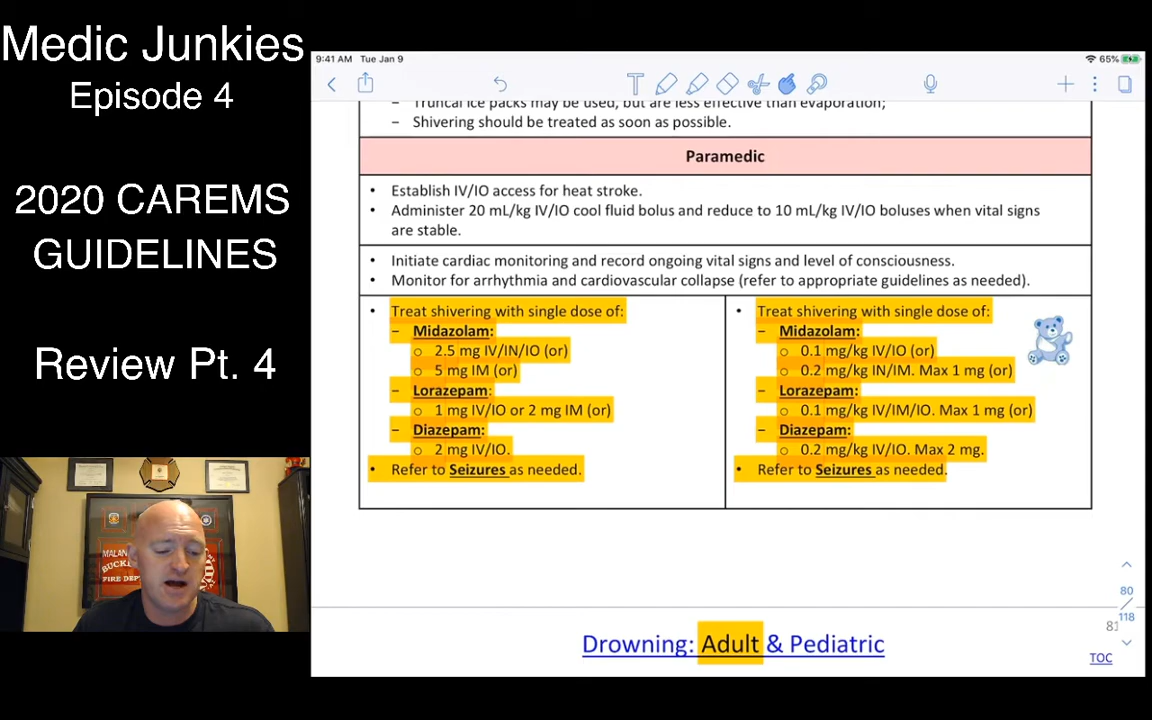 Medic Junkies
Episode 4
2020 CAREMS
GUIDELINES
Review Pt. 4
9:41 AM Tue Jan 9
65%
Truncal ice packs may be used, but are less effective than evaporation;
Shivering should be treated as soon as possible.
Paramedic
• Establish IV/IO access for heat stroke.
• Administer 20 mL/kg IV/IO cool fluid bolus and reduce to 10 mL/kg IV/IO boluses when vital signs
are stable.
• Initiate cardiac monitoring and record ongoing vital signs and level of consciousness.
• Monitor for arrhythmia and cardiovascular collapse (refer to appropriate guidelines as needed).
• Treat shivering with single dose of:
− Midazolam:
o 2.5 mg IV/IN/IO (or)
o 5 mg IM (or)
− Lorazepam:
o 1 mg IV/IO or 2 mg IM (or)
− Diazepam:
o 2 mg IV/IO.
• Refer to Seizures as needed.
• Treat shivering with single dose of:
− Midazolam:
o 0.1 mg/kg IV/IO (or)
o 0.2 mg/kg IN/IM. Max 1 mg (or)
− Lorazepam:
o 0.1 mg/kg IV/IM/IO. Max 1 mg (or)
− Diazepam:
o 0.2 mg/kg IV/IO. Max 2 mg.
• Refer to Seizures as needed.
80
/
118
81
TOC
Drowning: Adult & Pediatric
MALAN
BUCK
FIRE DEP